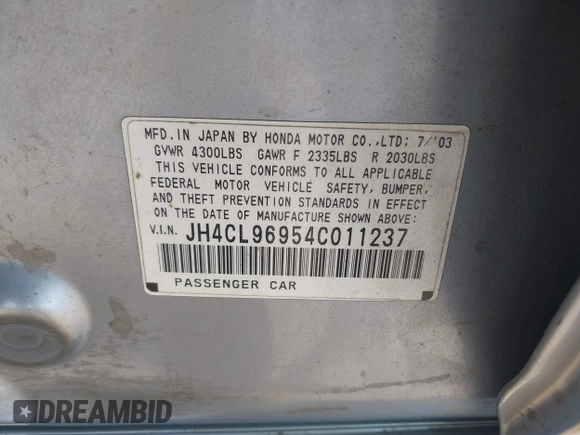 MFD. IN JAPAN BY HONDA MOTOR CO.,LTD: 7/'03
GVWR 4300LBS GAWR F 2335LBS R 2030LBS
THIS VEHICLE CONFORMS TO ALL APPLICABLE
FEDERAL MOTOR VEHICLE SAFETY, BUMPER,
AND THEFT PREVENTION STANDARDS IN EFFECT
ON THE DATE OF MANUFACTURE SHOWN ABOVE:
V.I.N. JH4CL96954C011237
PASSENGER CAR
DREAMBID